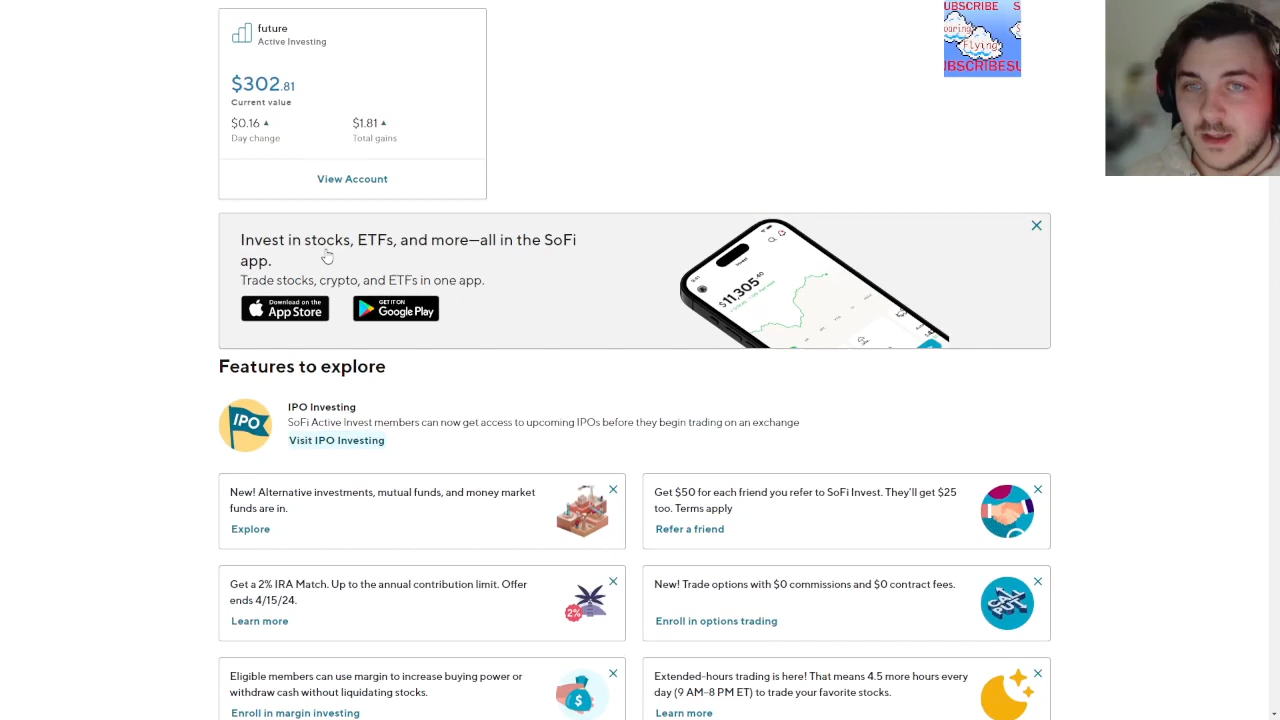 future
Active Investing
UBSCRIBE S
oaring
Flying
IBSCRIBESU
$302.81
Current value
$0.16 $1.81
Day change Total gains
View Account
Invest in stocks, ETFs, and more—all in the SoFi
app.
Trade stocks, crypto, and ETFs in one app.
Download on the
App Store
GET IT ON
Google Play
Invest
$11,305.40
Features to explore
IPO
IPO Investing
SoFi Active Invest members can now get access to upcoming IPOs before they begin trading on an exchange
Visit IPO Investing
New! Alternative investments, mutual funds, and money market
funds are in.
Explore
Get $50 for each friend you refer to SoFi Invest. They'll get $25
too. Terms apply
Refer a friend
Get a 2% IRA Match. Up to the annual contribution limit. Offer
ends 4/15/24.
Learn more
2%
New! Trade options with $0 commissions and $0 contract fees.
Enroll in options trading
CALL
PUT
Eligible members can use margin to increase buying power or
withdraw cash without liquidating stocks.
Enroll in margin investing
$
Extended-hours trading is here! That means 4.5 more hours every
day (9 AM–8 PM ET) to trade your favorite stocks.
Learn more